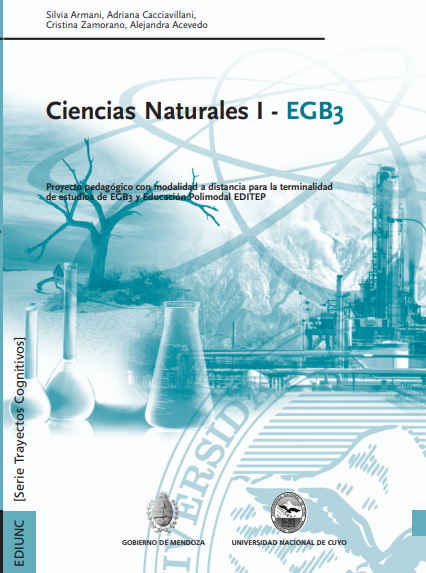 Silvia Armani, Adriana Cacciavillani,
Cristina Zamorano, Alejandra Acevedo
Ciencias Naturales I - EGB3
Proyecto pedagógico con modalidad a distancia para la terminalidad
de estudios de EGB3 y Educación Polimodal EDITEP
[Serie Trayectos Cognitivos]
EDIUNC
IVERSID
GOBIERNO DE MENDOZA
UNIVERSIDAD NACIONAL DE CUYO